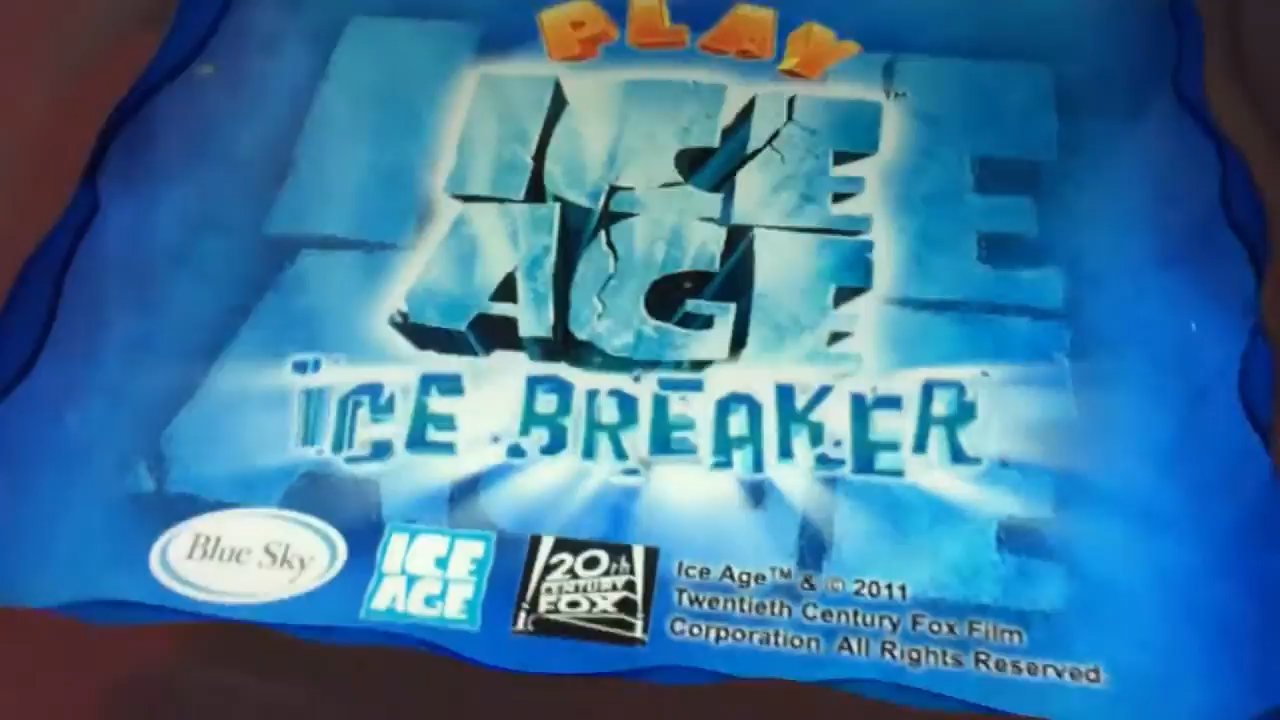 PLAY
ICE
AGE™
ICE BREAKER
Blue Sky
ICE
AGE
20th
CENTURY
FOX
Ice Age™ & © 2011
Twentieth Century Fox Film
Corporation. All Rights Reserved.